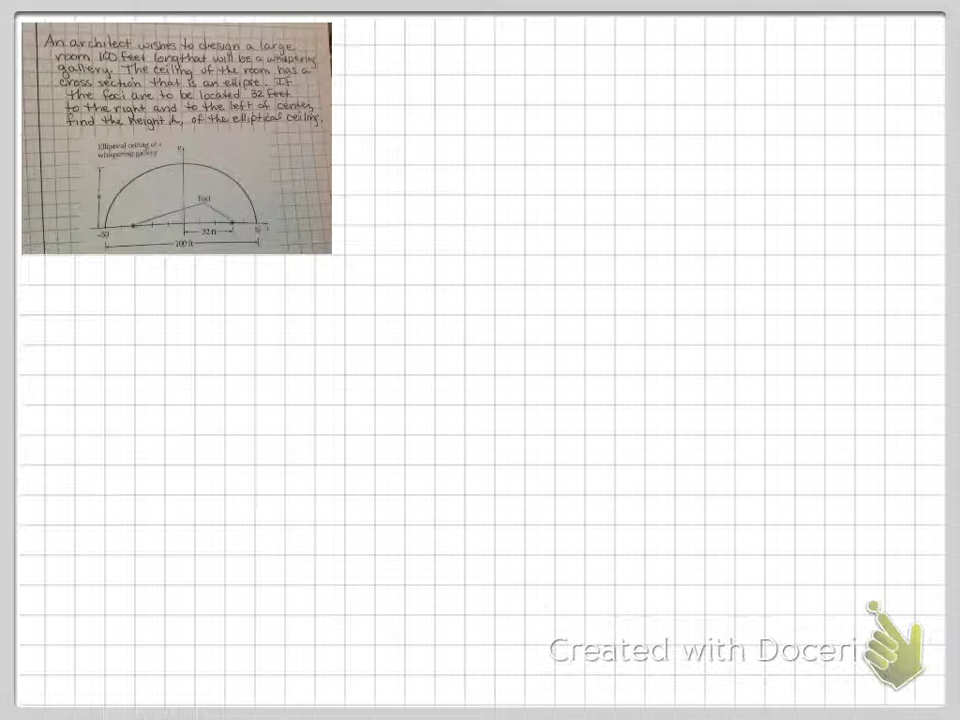 An architect wishes to design a large
room 100 feet long that will be a whispering
gallery. The ceiling of the room has a
cross section that is an ellipse. If
the foci are to be located 32 feet
to the right and to the left of center,
find the height h, of the elliptical ceiling.
Elliptical ceiling of a
whispering gallery
y
Foci
-50
32 ft
50
x
100 ft
Created with Doceri